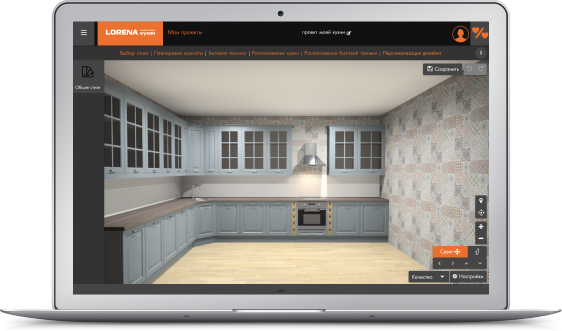 LORENA кухни
Мои проекты
проект моей кухни
Выбор стиля | Планировка комнаты | Бытовая техника | Расположение кухни | Расположение бытовой техники | Персонализация дизайна
Сохранить
Общие стили
Сдвиг
Качество
Настройки